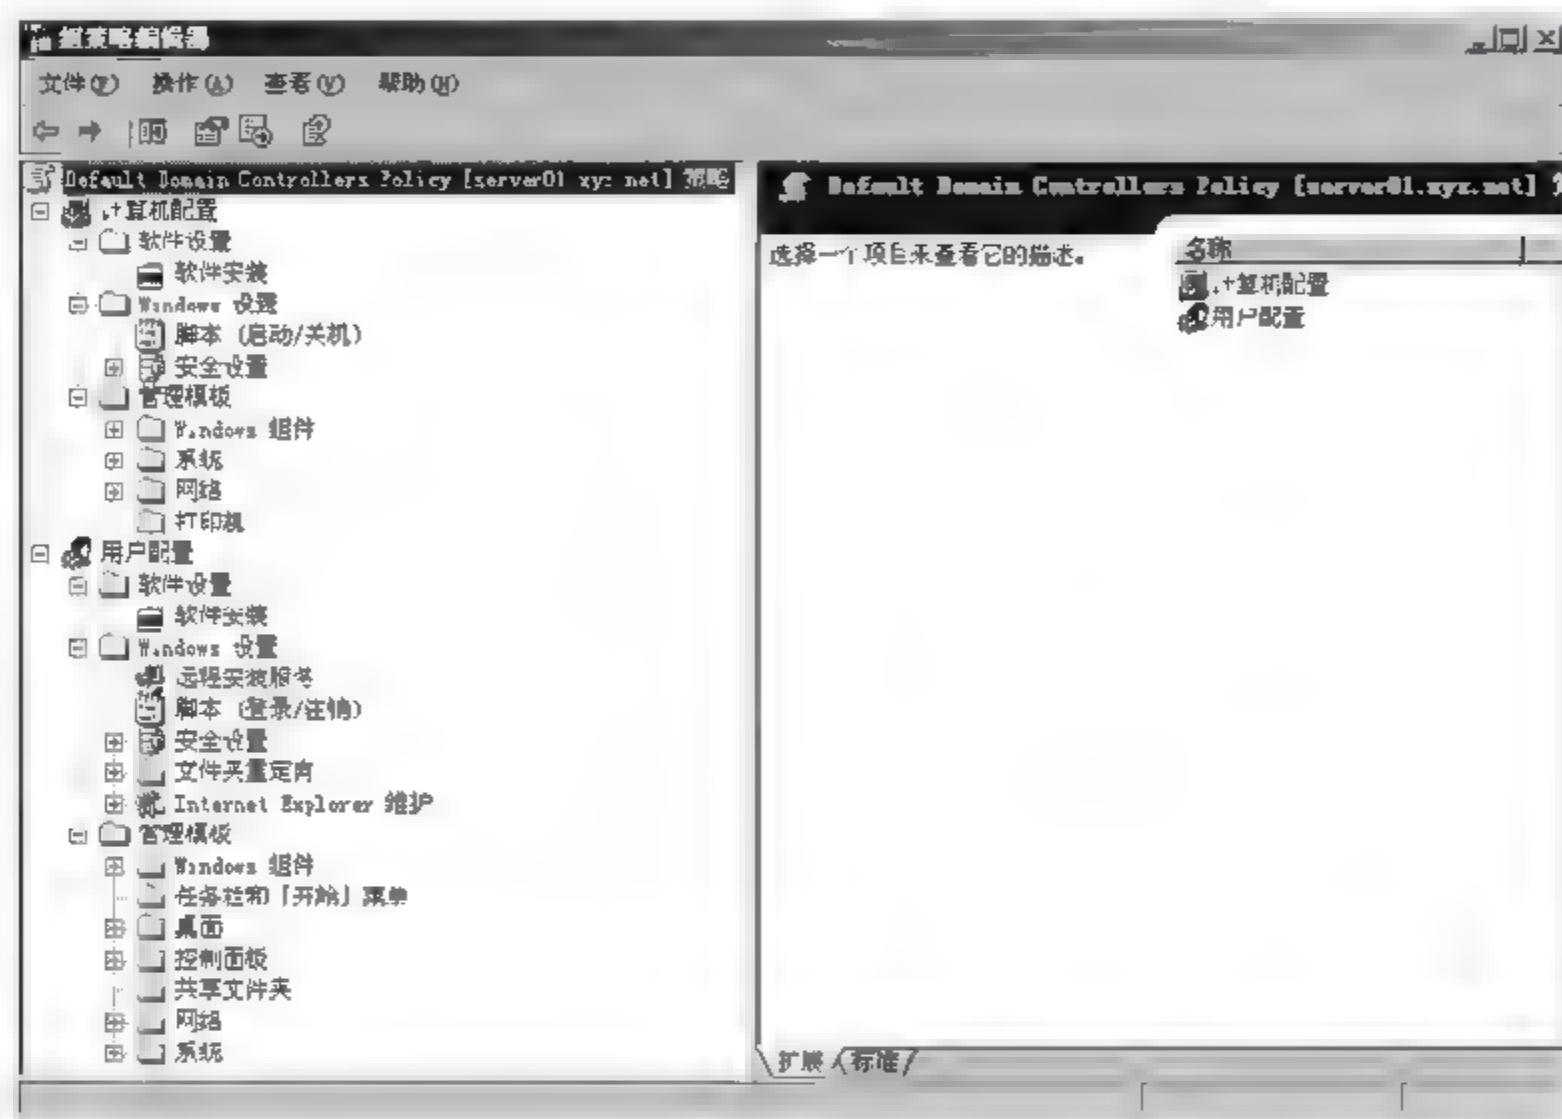 组策略编辑器
文件(F) 操作(A) 查看(V) 帮助(H)
Default Domain Controllers Policy [server01.xyz.net] 策略
计算机配置
软件设置
软件安装
Windows 设置
脚本 (启动/关机)
安全设置
管理模板
Windows 组件
系统
网络
打印机
用户配置
软件设置
软件安装
Windows 设置
远程安装服务
脚本 (登录/注销)
安全设置
文件夹重定向
Internet Explorer 维护
管理模板
Windows 组件
任务栏和「开始」菜单
桌面
控制面板
共享文件夹
网络
系统
Default Domain Controllers Policy [server01.xyz.net]
选择一个项目来查看它的描述。
名称
计算机配置
用户配置
扩展 标准